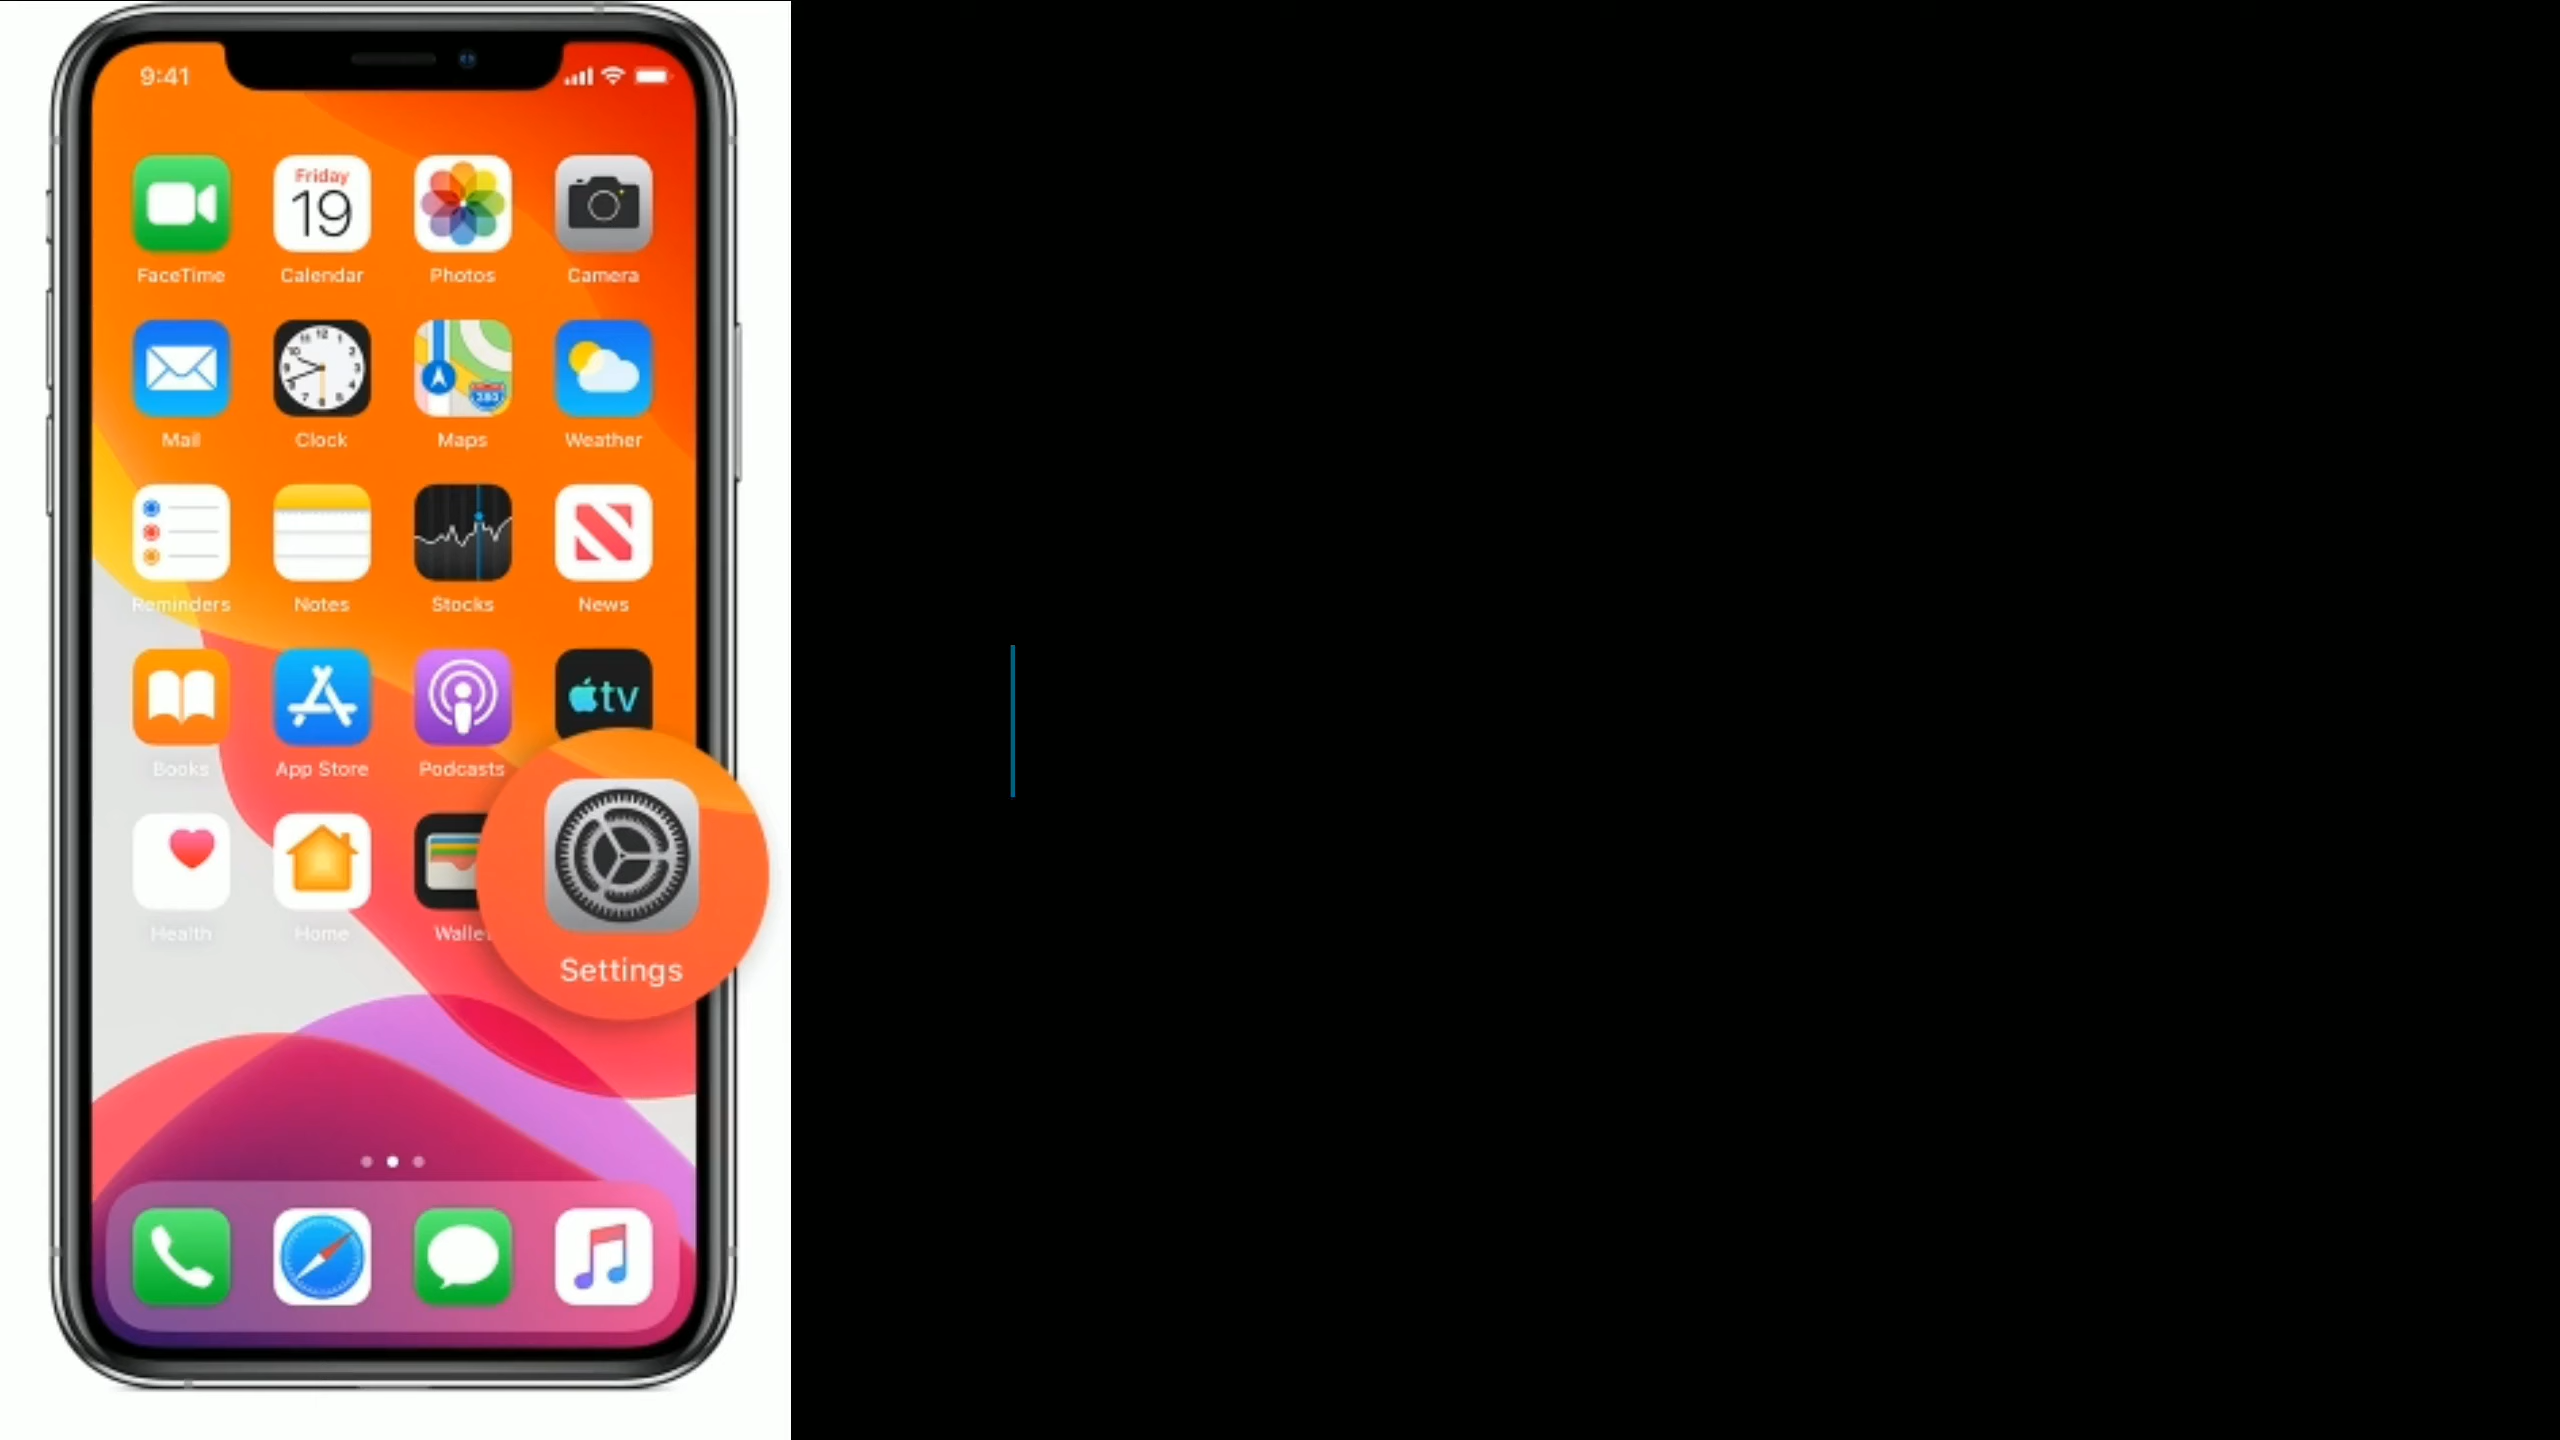 9:41
Friday
19
FaceTime Calendar Photos Camera
Mail Clock Maps Weather
Reminders Notes Stocks News
tv
Books App Store Podcasts
Health Home Wallet
Settings